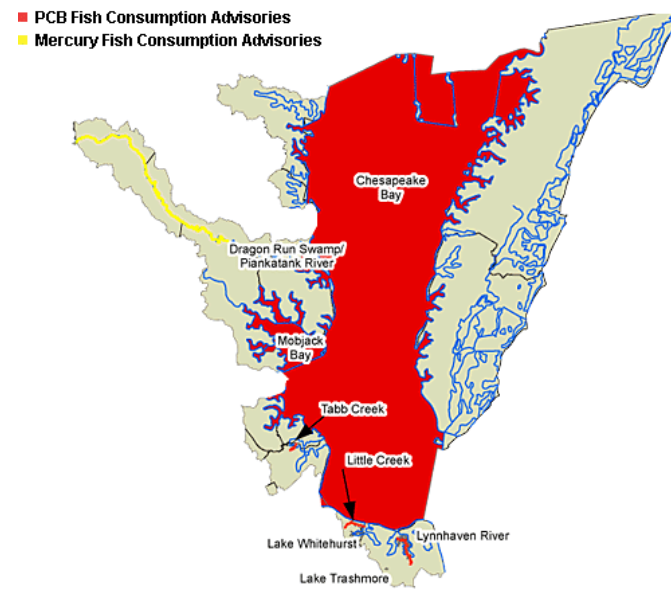 PCB Fish Consumption Advisories
Mercury Fish Consumption Advisories
Chesapeake
Bay
Dragon Run Swamp/
Piankatank River
Mobjack
Bay
Tabb Creek
Little Creek
Lake Whitehurst
Lynnhaven River
Lake Trashmore